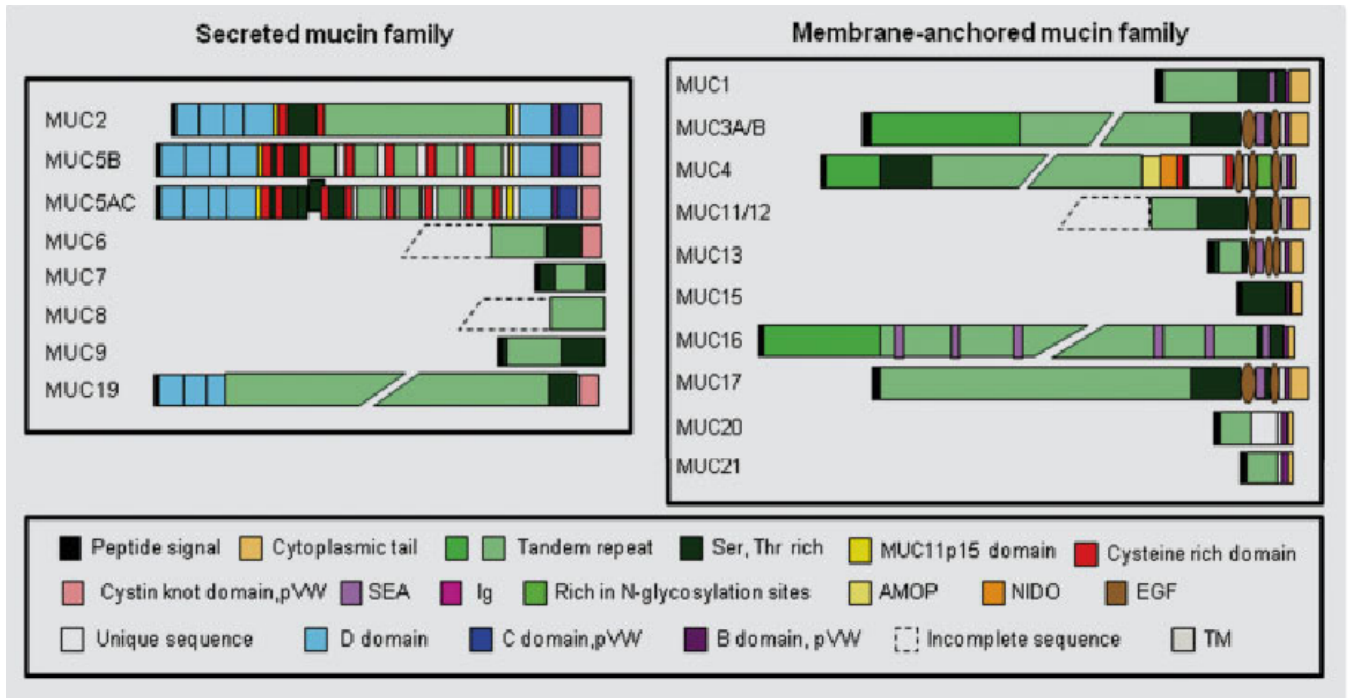 Secreted mucin family
MUC2
MUC5B
MUC5AC
MUC6
MUC7
MUC8
MUC9
MUC19
Membrane-anchored mucin family
MUC1
MUC3A/B
MUC4
MUC11/12
MUC13
MUC15
MUC16
MUC17
MUC20
MUC21
Peptide signal Cytoplasmic tail Tandem repeat Ser, Thr rich MUC11p15 domain Cysteine rich domain
Cystin knot domain,pVW SEA Ig Rich in N-glycosylation sites AMOP NIDO EGF
Unique sequence D domain C domain,pVW B domain, pVW Incomplete sequence TM